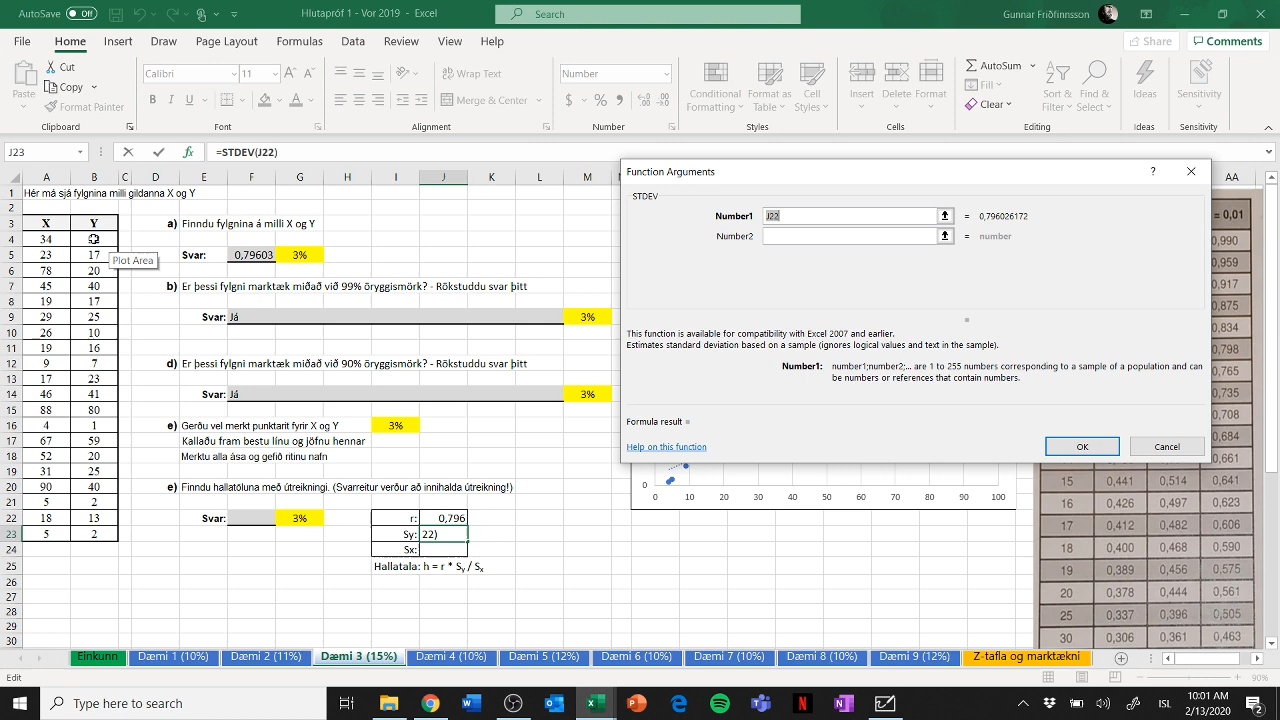 AutoSave Off
Hlutapróf 1 - Vor 2019 - Excel
Search
Gunnar Friðfinnsson
File Home Insert Draw Page Layout Formulas Data Review View Help
Share Comments
Paste
Cut
Copy
Format Painter
Clipboard
Calibri 11
B I U
Font
Wrap Text
Merge & Center
Alignment
Number
Number
Conditional Formatting
Format as Table
Cell Styles
Styles
Insert Delete Format
Cells
AutoSum
Fill
Clear
Sort & Filter
Find & Select
Editing
Ideas
Ideas
Sensitivity
Sensitivity
J23 fx =STDEV(J22)
A B C D E F G H I J K L M AA
1 Hér má sjá fylgnina milli gildanna X og Y
2
3 X Y a) Finndu fylgnina á milli X og Y
4 34
5 23 17 Svar: 0,79603 3%
Plot Area
6 78 20
7 45 40 b) Er þessi fylgni marktæk miðað við 99% öryggismörk? - Rökstuddu svar þitt
8 19 17
9 29 25 Svar: Já 3%
10 26 10
11 19 16
12 9 7 d) Er þessi fylgni marktæk miðað við 90% öryggismörk? - Rökstuddu svar þitt
13 17 23
14 46 41 Svar: Já 3%
15 88 80
16 4 1 e) Gerðu vel merkt punktarit fyrir X og Y 3%
17 67 59 Kallaðu fram bestu línu og jöfnu hennar
18 52 20 Merktu alla ása og gefið ritinu nafn
19 31 25
20 90 40 e) Finndu hallatöluna með útreikningi. (Svarreitur verður að innihalda útreikning!)
21 5 2
22 18 13 Svar: 3% r: 0,796
23 5 2 Sy: 22)
24 Sx:
25 Hallatala: h = r * Sy / Sx
26
27
28
29
30
Function Arguments ?
STDEV
Number1 J22 = 0,796026172
Number2 = number
=
This function is available for compatibility with Excel 2007 and earlier.
Estimates standard deviation based on a sample (ignores logical values and text in the sample).
Number1: number1;number2;... are 1 to 255 numbers corresponding to a sample of a population and can
be numbers or references that contain numbers.
Formula result =
Help on this function
OK Cancel
0
0 10 20 30 40 50 60 70 80 90 100
= 0,01
0,990
0,959
0,917
0,875
0,834
0,798
0,765
0,735
0,708
0,684
0,661
15 0,441 0,514 0,641
16 0,426 0,497 0,623
17 0,412 0,482 0,606
18 0,400 0,468 0,590
19 0,389 0,456 0,575
20 0,378 0,444 0,561
25 0,337 0,396 0,505
30 0,306 0,361 0,463
Einkunn Dæmi 1 (10%) Dæmi 2 (11%) Dæmi 3 (15%) Dæmi 4 (10%) Dæmi 5 (12%) Dæmi 6 (10%) Dæmi 7 (10%) Dæmi 8 (10%) Dæmi 9 (12%) Z-tafla og marktækni
Edit
90%
Type here to search
ÍSL
10:01 AM
2/13/2020